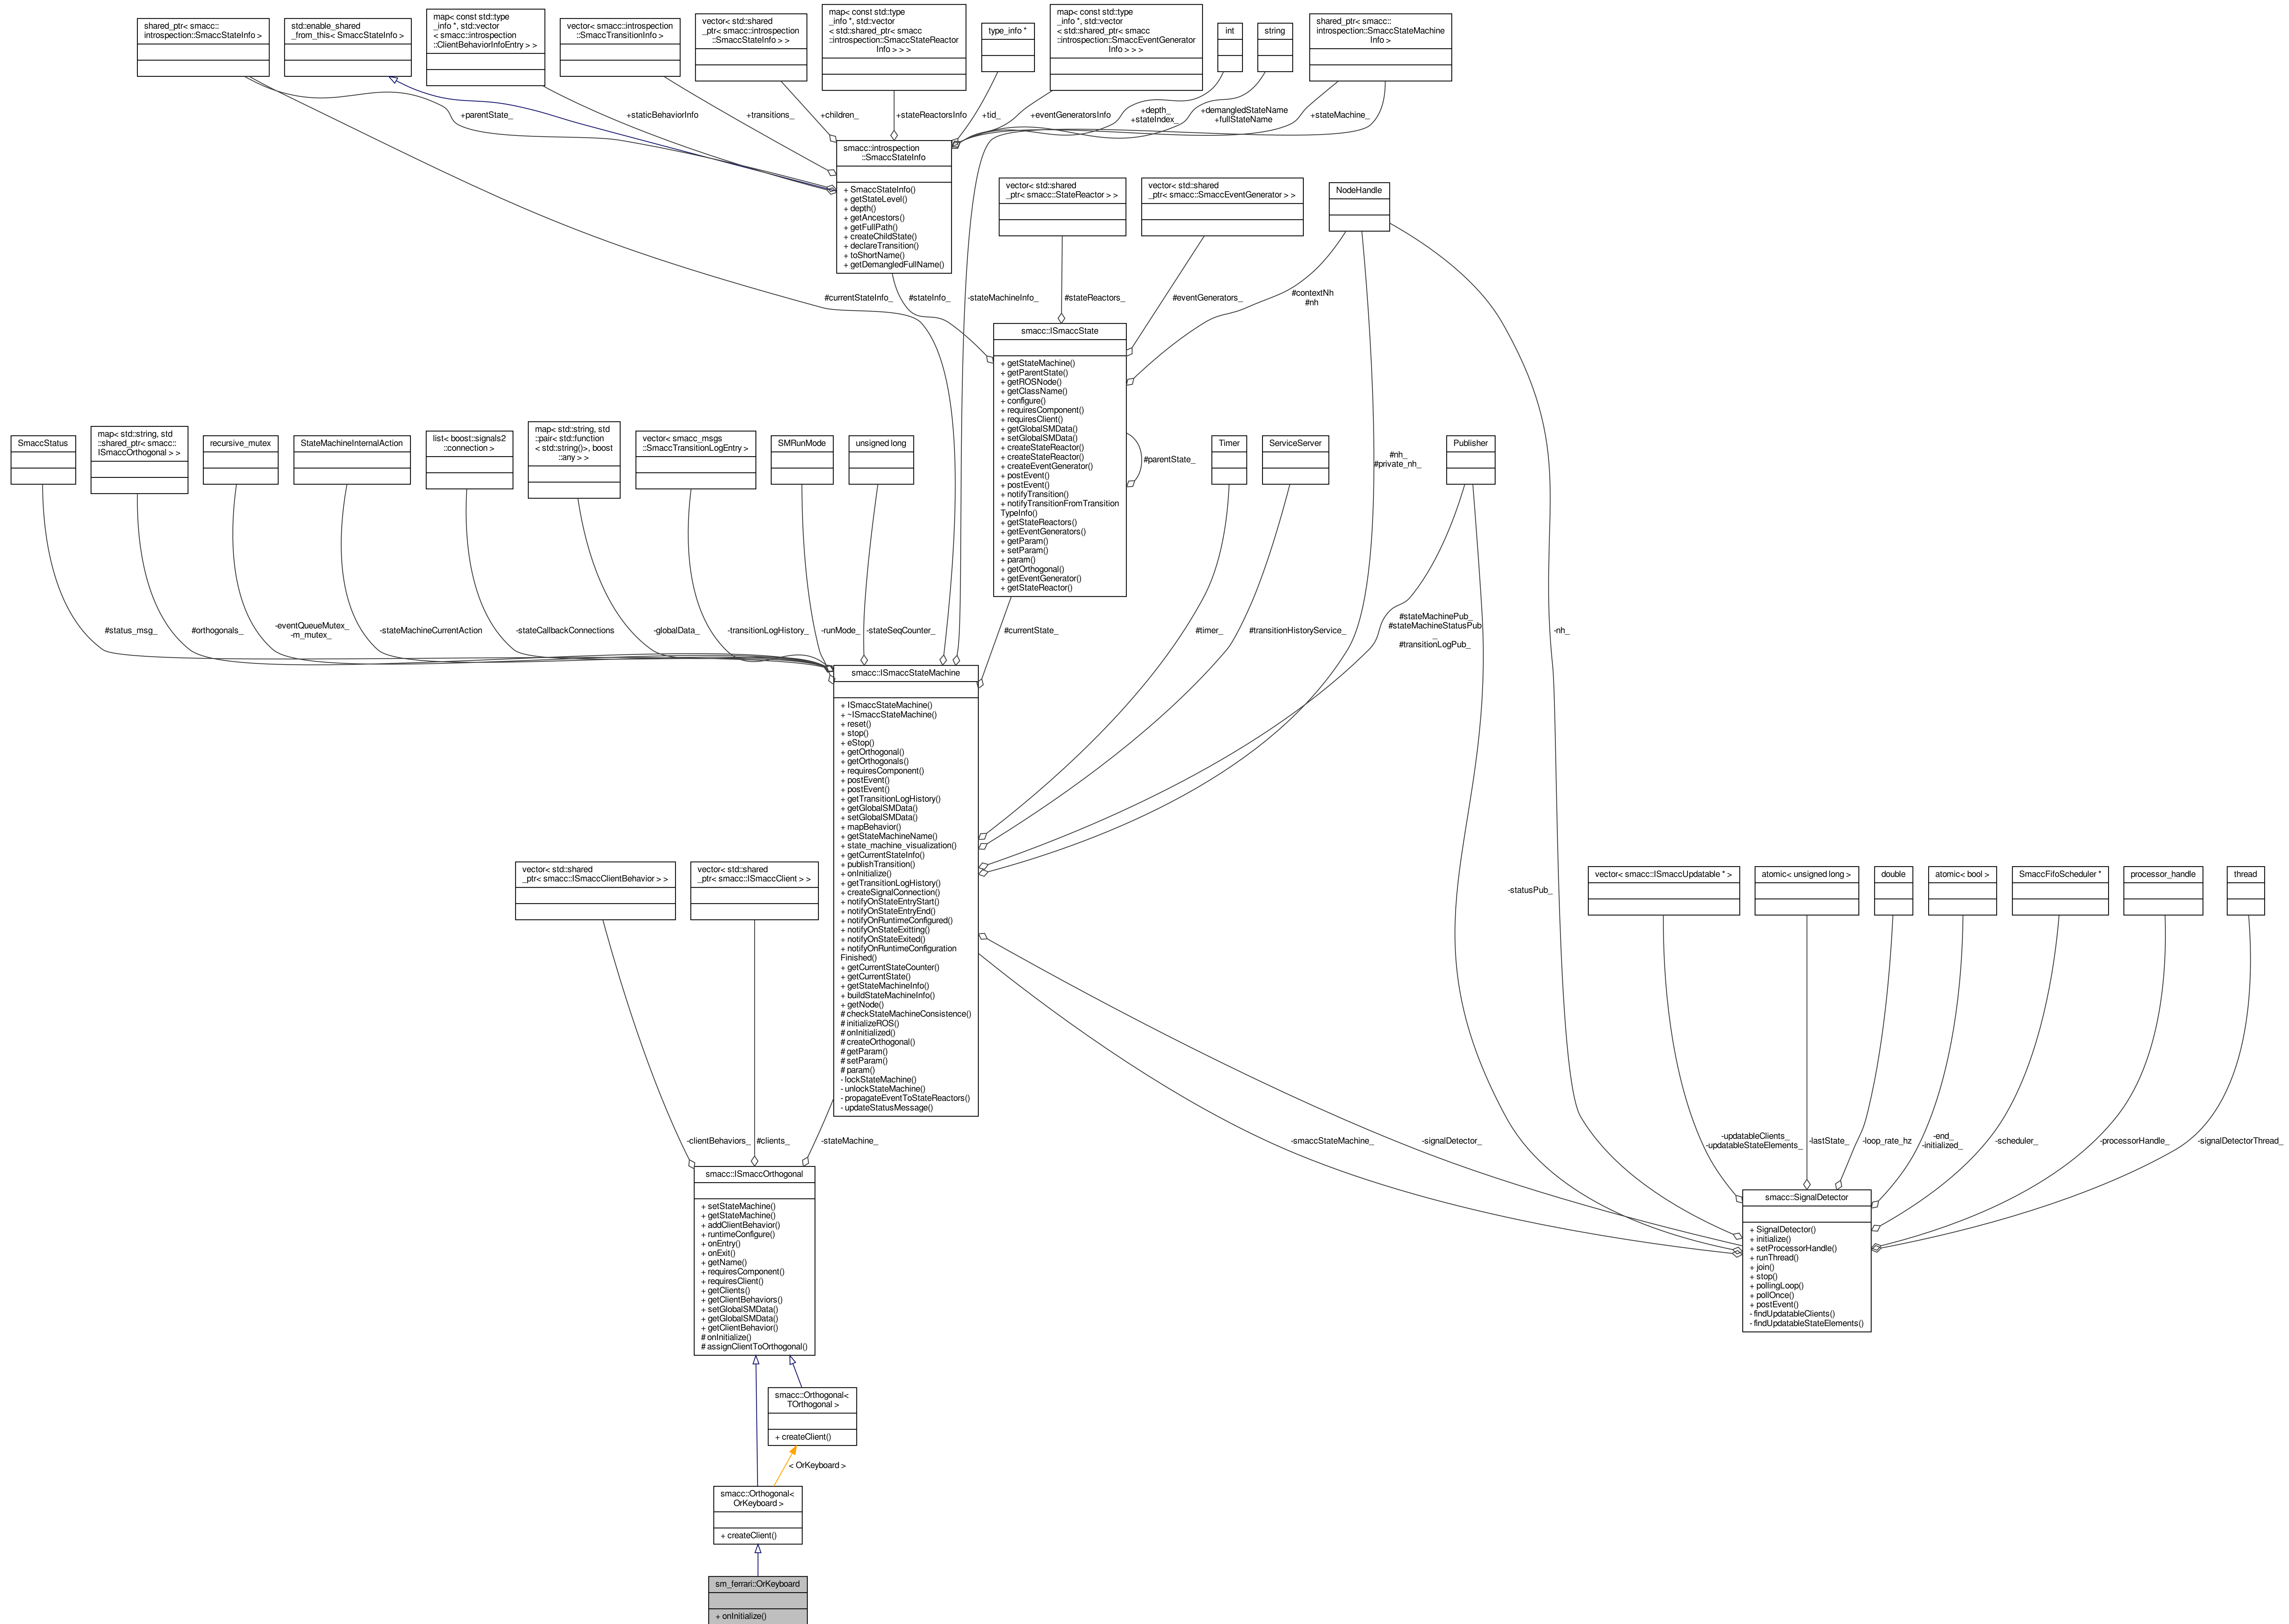 shared_ptr< smacc::
introspection::SmaccStateInfo >
std::enable_shared
_from_this< SmaccStateInfo >
map< const std::type
_info *, std::vector
< smacc::introspection
::ClientBehaviorInfoEntry > >
vector< smacc::introspection
::SmaccTransitionInfo >
vector< std::shared
_ptr< smacc::introspection
::SmaccStateInfo > >
map< const std::type
_info *, std::vector
< std::shared_ptr< smacc
::introspection::SmaccStateReactor
Info > > >
type_info *
map< const std::type
_info *, std::vector
< std::shared_ptr< smacc
::introspection::SmaccEventGenerator
Info > > >
int
string
shared_ptr< smacc::
introspection::SmaccStateMachine
Info >
+parentState_
+staticBehaviorInfo
+transitions_
+children_
+stateReactorsInfo
+tid_
+eventGeneratorsInfo
+depth_
+stateIndex_
+demangledStateName
+fullStateName
+stateMachine_
smacc::introspection
::SmaccStateInfo
+ SmaccStateInfo()
+ getStateLevel()
+ depth()
+ getAncestors()
+ getFullPath()
+ createChildState()
+ declareTransition()
+ toShortName()
+ getDemangledFullName()
vector< std::shared
_ptr< smacc::StateReactor > >
vector< std::shared
_ptr< smacc::SmaccEventGenerator > >
NodeHandle
#currentStateInfo_
#stateInfo_
-stateMachineInfo_
#stateReactors_
#eventGenerators_
#contextNh
#nh
smacc::ISmaccState
+ getStateMachine()
+ getParentState()
+ getROSNode()
+ getClassName()
+ configure()
+ requiresComponent()
+ requiresClient()
+ getGlobalSMData()
+ setGlobalSMData()
+ createStateReactor()
+ createStateReactor()
+ createEventGenerator()
+ postEvent()
+ postEvent()
+ notifyTransition()
+ notifyTransitionFromTransition
TypeInfo()
+ getStateReactors()
+ getEventGenerators()
+ getParam()
+ setParam()
+ param()
+ getOrthogonal()
+ getEventGenerator()
+ getStateReactor()
#parentState_
SmaccStatus
map< std::string, std
::shared_ptr< smacc::
ISmaccOrthogonal > >
recursive_mutex
StateMachineInternalAction
list< boost::signals2
::connection >
map< std::string, std
::pair< std::function
< std::string()>, boost
::any > >
vector< smacc_msgs
::SmaccTransitionLogEntry >
SMRunMode
unsigned long
Timer
ServiceServer
Publisher
#nh_
#private_nh_
#status_msg_
#orthogonals_
-eventQueueMutex_
-m_mutex_
-stateMachineCurrentAction
-stateCallbackConnections
-globalData_
-transitionLogHistory_
-runMode_
-stateSeqCounter_
#currentState_
#timer_
#transitionHistoryService_
#stateMachinePub_
#stateMachineStatusPub
_
#transitionLogPub_
-nh_
smacc::ISmaccStateMachine
+ ISmaccStateMachine()
+ ~ISmaccStateMachine()
+ reset()
+ stop()
+ eStop()
+ getOrthogonal()
+ getOrthogonals()
+ requiresComponent()
+ postEvent()
+ postEvent()
+ getTransitionLogHistory()
+ getGlobalSMData()
+ setGlobalSMData()
+ mapBehavior()
+ getStateMachineName()
+ state_machine_visualization()
+ getCurrentStateInfo()
+ publishTransition()
+ onInitialize()
+ getTransitionLogHistory()
+ createSignalConnection()
+ notifyOnStateEntryStart()
+ notifyOnStateEntryEnd()
+ notifyOnRuntimeConfigured()
+ notifyOnStateExitting()
+ notifyOnStateExited()
+ notifyOnRuntimeConfiguration
Finished()
+ getCurrentStateCounter()
+ getCurrentState()
+ getStateMachineInfo()
+ buildStateMachineInfo()
+ getNode()
# checkStateMachineConsistence()
# initializeROS()
# onInitialized()
# createOrthogonal()
# getParam()
# setParam()
# param()
- lockStateMachine()
- unlockStateMachine()
- propagateEventToStateReactors()
- updateStatusMessage()
vector< std::shared
_ptr< smacc::ISmaccClientBehavior > >
vector< std::shared
_ptr< smacc::ISmaccClient > >
-statusPub_
vector< smacc::ISmaccUpdatable * >
atomic< unsigned long >
double
atomic< bool >
SmaccFifoScheduler *
processor_handle
thread
-clientBehaviors_
#clients_
-stateMachine_
-smaccStateMachine_
-signalDetector_
-updatableClients_
-updatableStateElements_
-lastState_
-loop_rate_hz
-end_
-initialized_
-scheduler_
-processorHandle_
-signalDetectorThread_
smacc::ISmaccOrthogonal
+ setStateMachine()
+ getStateMachine()
+ addClientBehavior()
+ runtimeConfigure()
+ onEntry()
+ onExit()
+ getName()
+ requiresComponent()
+ requiresClient()
+ getClients()
+ getClientBehaviors()
+ setGlobalSMData()
+ getGlobalSMData()
+ getClientBehavior()
# onInitialize()
# assignClientToOrthogonal()
smacc::SignalDetector
+ SignalDetector()
+ initialize()
+ setProcessorHandle()
+ runThread()
+ join()
+ stop()
+ pollingLoop()
+ pollOnce()
+ postEvent()
- findUpdatableClients()
- findUpdatableStateElements()
smacc::Orthogonal<
TOrthogonal >
+ createClient()
< OrKeyboard >
smacc::Orthogonal<
OrKeyboard >
+ createClient()
sm_ferrari::OrKeyboard
+ onInitialize()